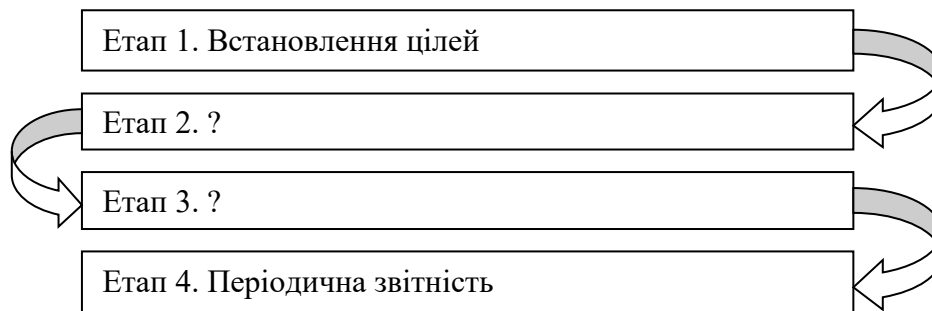 Етап 1. Встановлення цілей
Етап 2. ?
Етап 3. ?
Етап 4. Періодична звітність